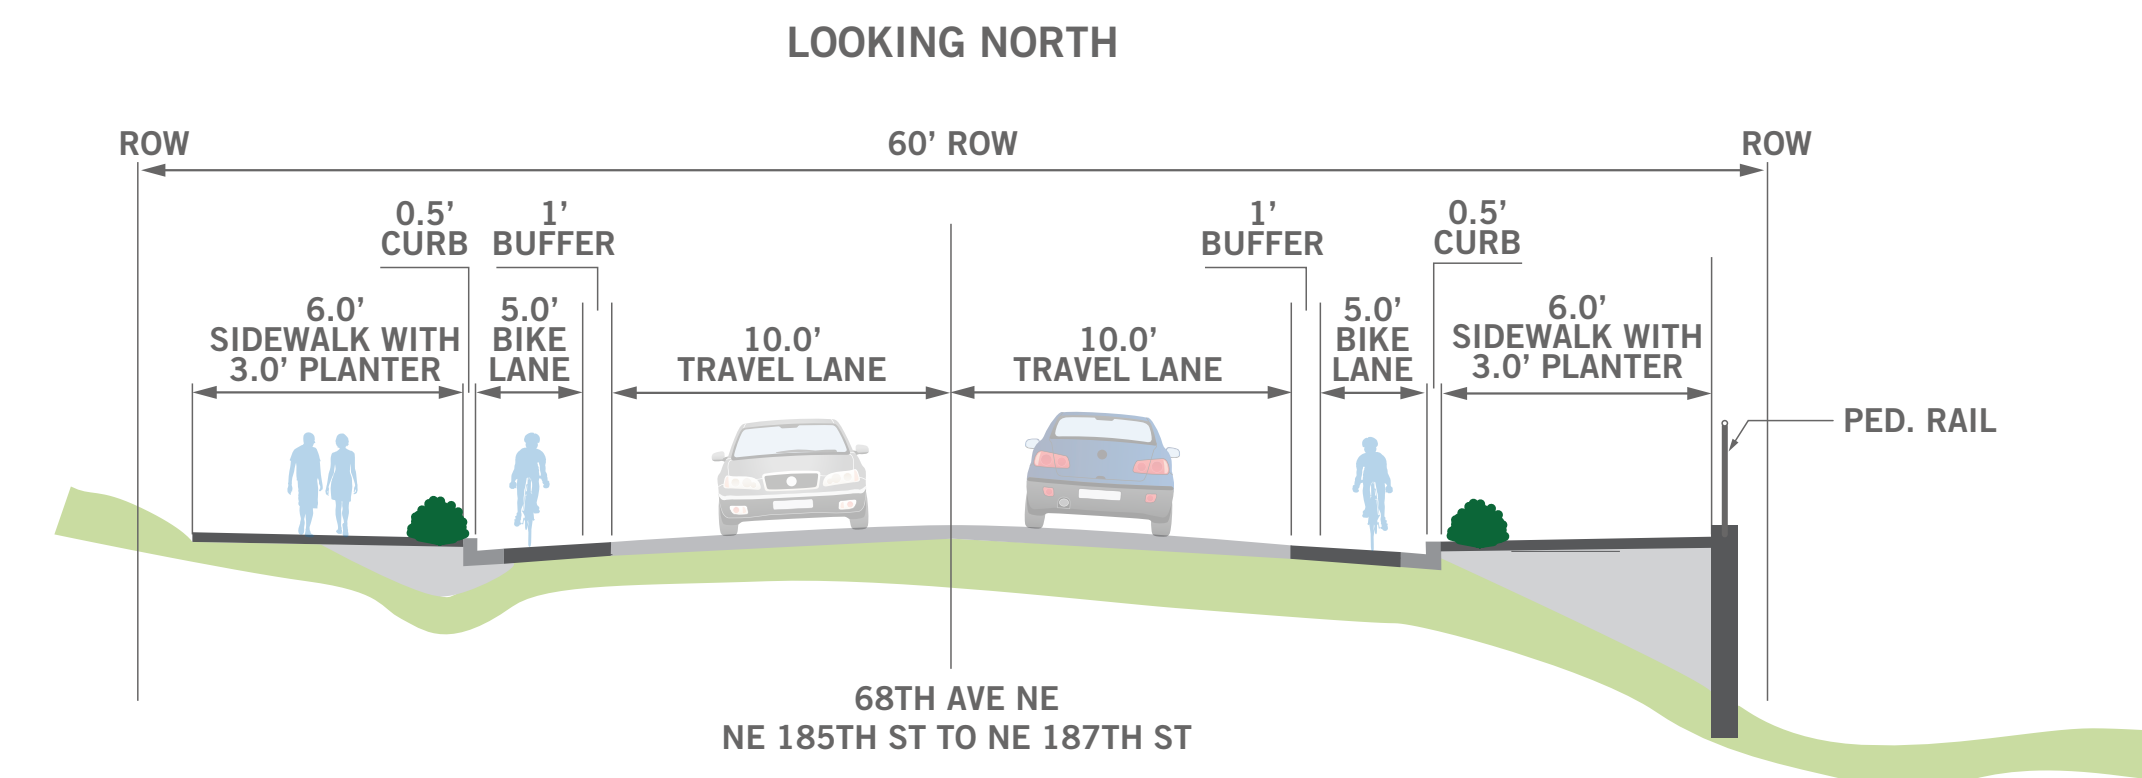 LOOKING NORTH
ROW
60’ ROW
ROW
0.5’
CURB
1’
BUFFER
1’
BUFFER
0.5’
CURB
6.0’
SIDEWALK WITH
3.0’ PLANTER
5.0’
BIKE
LANE
10.0’
TRAVEL LANE
10.0’
TRAVEL LANE
5.0’
BIKE
LANE
6.0’
SIDEWALK WITH
3.0’ PLANTER
PED. RAIL
68TH AVE NE
NE 185TH ST TO NE 187TH ST